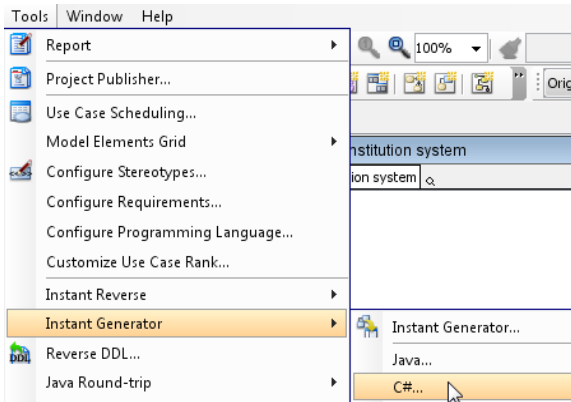 Tools Window Help
Report
100%
Project Publisher...
Orig
Use Case Scheduling...
Model Elements Grid
nstitution system
Configure Stereotypes...
ion system
Configure Requirements...
Configure Programming Language...
Customize Use Case Rank...
Instant Reverse
Instant Generator
Instant Generator...
Reverse DDL...
DDL
Java...
Java Round-trip
C#...